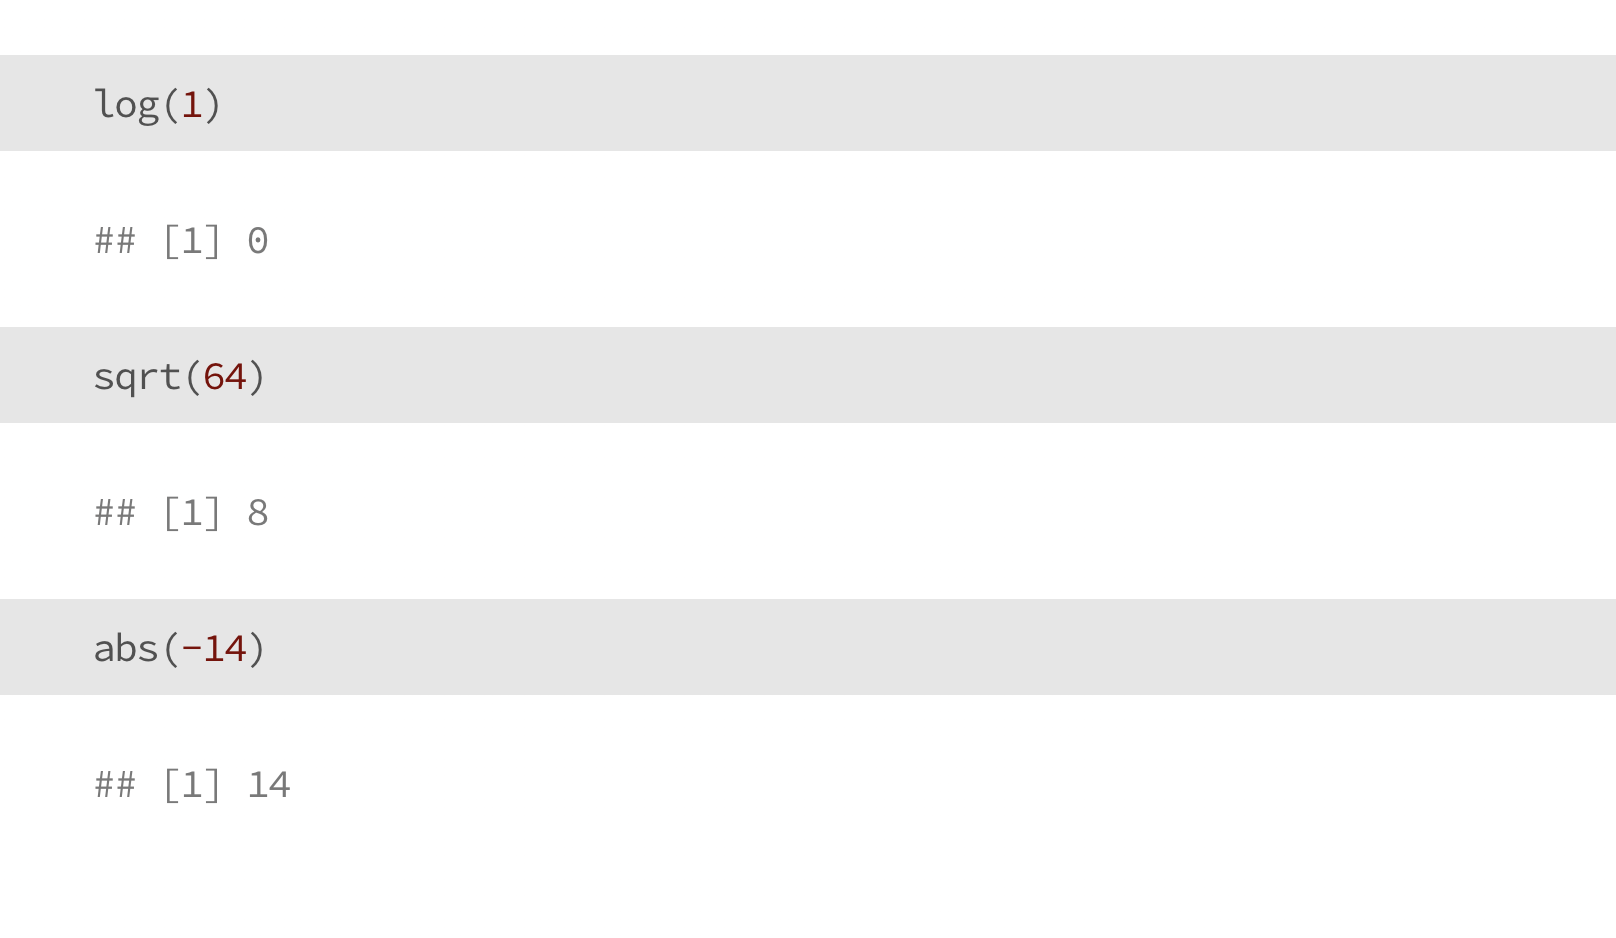 log(1)
## [1] 0
sqrt(64)
## [1] 8
abs(-14)
## [1] 14